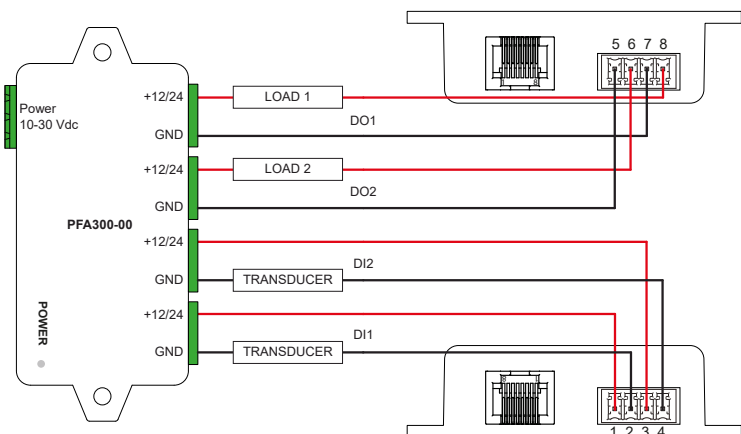 5 6 7 8
Power
10-30 Vdc
+12/24
LOAD 1
DO1
GND
+12/24
LOAD 2
DO2
GND
PFA300-00
+12/24
DI2
GND
TRANSDUCER
POWER
+12/24
DI1
GND
TRANSDUCER
1 2 3 4